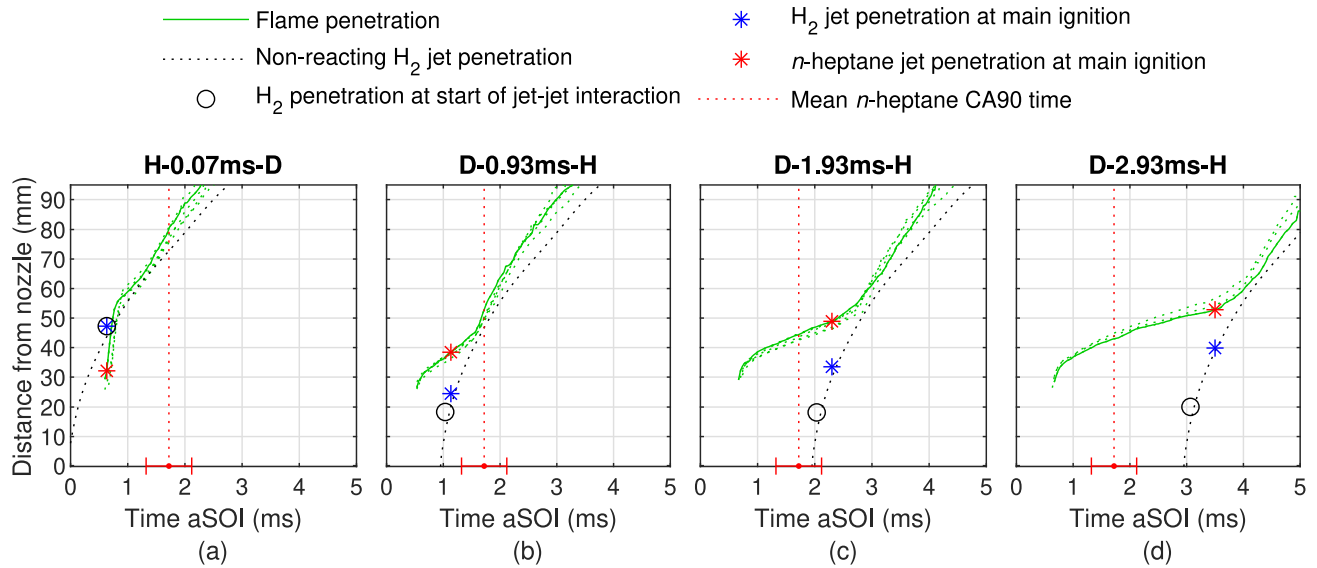 Flame penetration
Non-reacting H2 jet penetration
H2 penetration at start of jet-jet interaction
H2 jet penetration at main ignition
n-heptane jet penetration at main ignition
Mean n-heptane CA90 time
H-0.07ms-D
D-0.93ms-H
D-1.93ms-H
D-2.93ms-H
Distance from nozzle (mm)
90
80
70
60
50
40
30
20
10
0
0 1 2 3 4 5
0 1 2 3 4 5
0 1 2 3 4 5
0 1 2 3 4 5
Time aSOI (ms)
Time aSOI (ms)
Time aSOI (ms)
Time aSOI (ms)
(a)
(b)
(c)
(d)